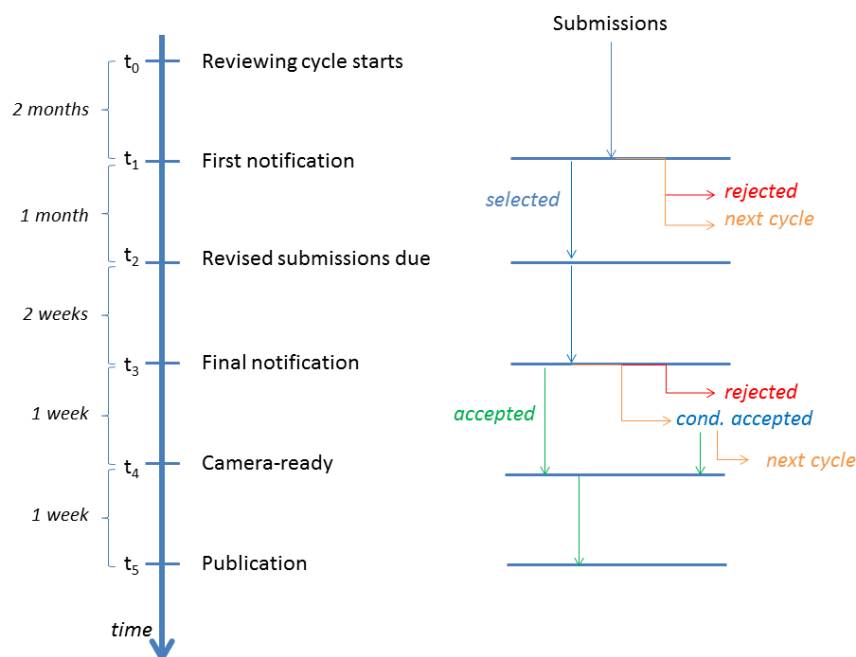 Submissions
t0 Reviewing cycle starts
2 months
t1 First notification
rejected
selected
next cycle
1 month
t2 Revised submissions due
2 weeks
t3 Final notification
rejected
1 week
accepted
cond. accepted
t4 Camera-ready
next cycle
1 week
t5 Publication
time